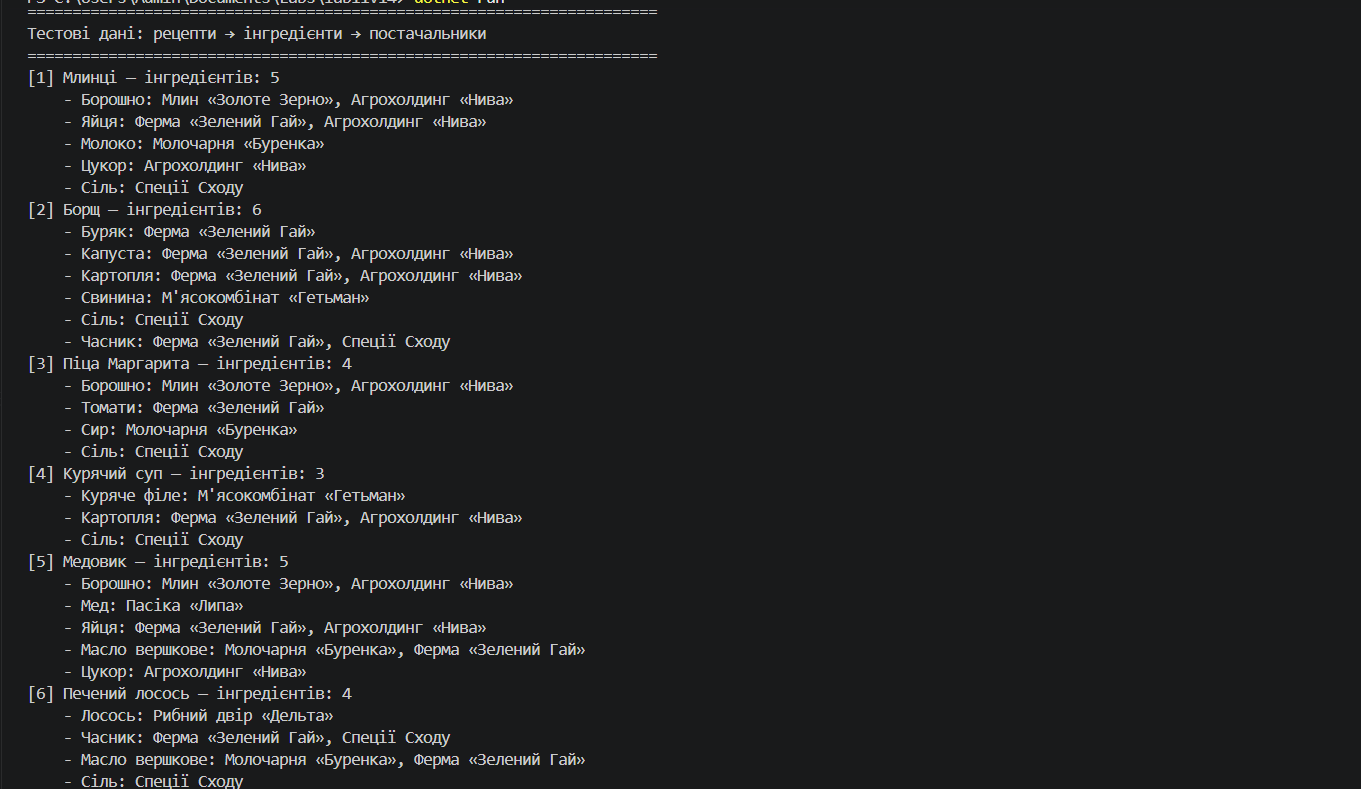 PS C:\Users\Admin\Documents\Labs\lab11v14> dotnet run
======================================================================
Тестові дані: рецепти → інгредієнти → постачальники
======================================================================
[1] Млинці — інгредієнтів: 5
- Борошно: Млин «Золоте Зерно», Агрохолдинг «Нива»
- Яйця: Ферма «Зелений Гай», Агрохолдинг «Нива»
- Молоко: Молочарня «Буренка»
- Цукор: Агрохолдинг «Нива»
- Сіль: Спеції Сходу
[2] Борщ — інгредієнтів: 6
- Буряк: Ферма «Зелений Гай»
- Капуста: Ферма «Зелений Гай», Агрохолдинг «Нива»
- Картопля: Ферма «Зелений Гай», Агрохолдинг «Нива»
- Свинина: М'ясокомбінат «Гетьман»
- Сіль: Спеції Сходу
- Часник: Ферма «Зелений Гай», Спеції Сходу
[3] Піца Маргарита — інгредієнтів: 4
- Борошно: Млин «Золоте Зерно», Агрохолдинг «Нива»
- Томати: Ферма «Зелений Гай»
- Сир: Молочарня «Буренка»
- Сіль: Спеції Сходу
[4] Курячий суп — інгредієнтів: 3
- Куряче філе: М'ясокомбінат «Гетьман»
- Картопля: Ферма «Зелений Гай», Агрохолдинг «Нива»
- Сіль: Спеції Сходу
[5] Медовик — інгредієнтів: 5
- Борошно: Млин «Золоте Зерно», Агрохолдинг «Нива»
- Мед: Пасіка «Липа»
- Яйця: Ферма «Зелений Гай», Агрохолдинг «Нива»
- Масло вершкове: Молочарня «Буренка», Ферма «Зелений Гай»
- Цукор: Агрохолдинг «Нива»
[6] Печений лосось — інгредієнтів: 4
- Лосось: Рибний двір «Дельта»
- Часник: Ферма «Зелений Гай», Спеції Сходу
- Масло вершкове: Молочарня «Буренка», Ферма «Зелений Гай»
- Сіль: Спеції Сходу